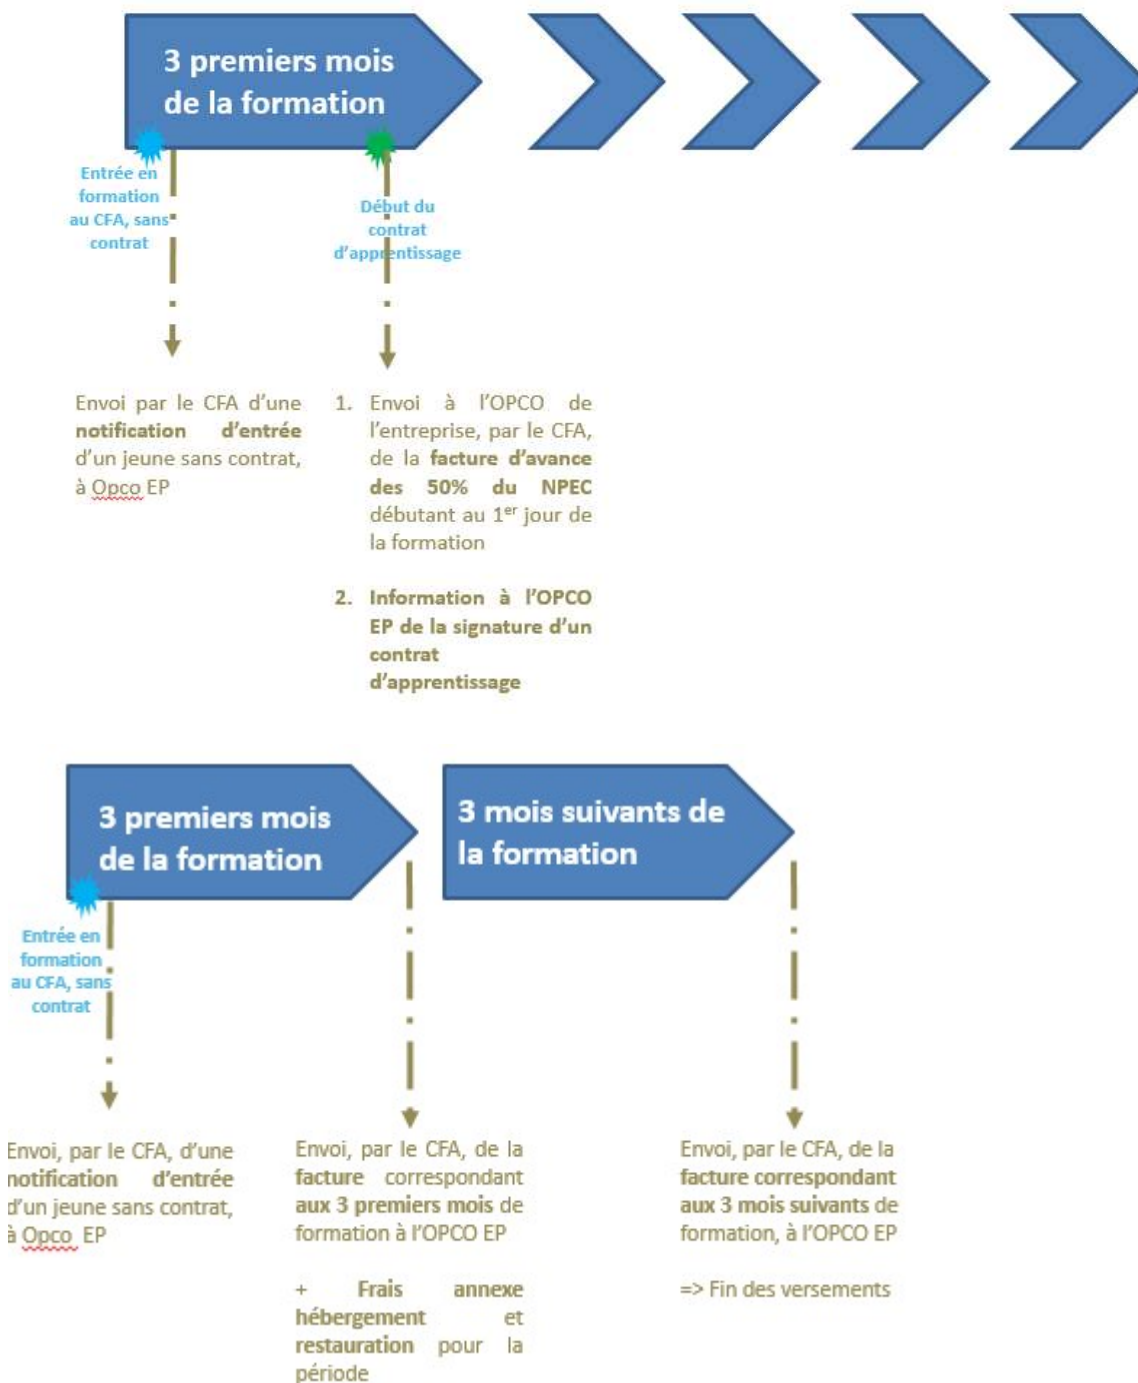 3 premiers mois
de la formation
Entrée en
formation
au CFA, sans
contrat
Début du
contrat
d'apprentissage
Envoi par le CFA d'une
notification d'entrée
d'un jeune sans contrat,
à Opco EP
1. Envoi à l'OPCO de
l'entreprise, par le CFA,
de la facture d'avance
des 50% du NPEC
débutant au 1er jour de
la formation
2. Information à l'OPCO
EP de la signature d'un
contrat
d'apprentissage
3 premiers mois
de la formation
3 mois suivants de
la formation
Entrée en
formation
au CFA, sans
contrat
Envoi, par le CFA, d'une
notification d'entrée
d'un jeune sans contrat,
à Opco EP
Envoi, par le CFA, de la
facture correspondant
aux 3 premiers mois de
formation à l'OPCO EP
+ Frais annexe
hébergement et
restauration pour la
période
Envoi, par le CFA, de la
facture correspondant
aux 3 mois suivants de
formation, à l'OPCO EP
=> Fin des versements